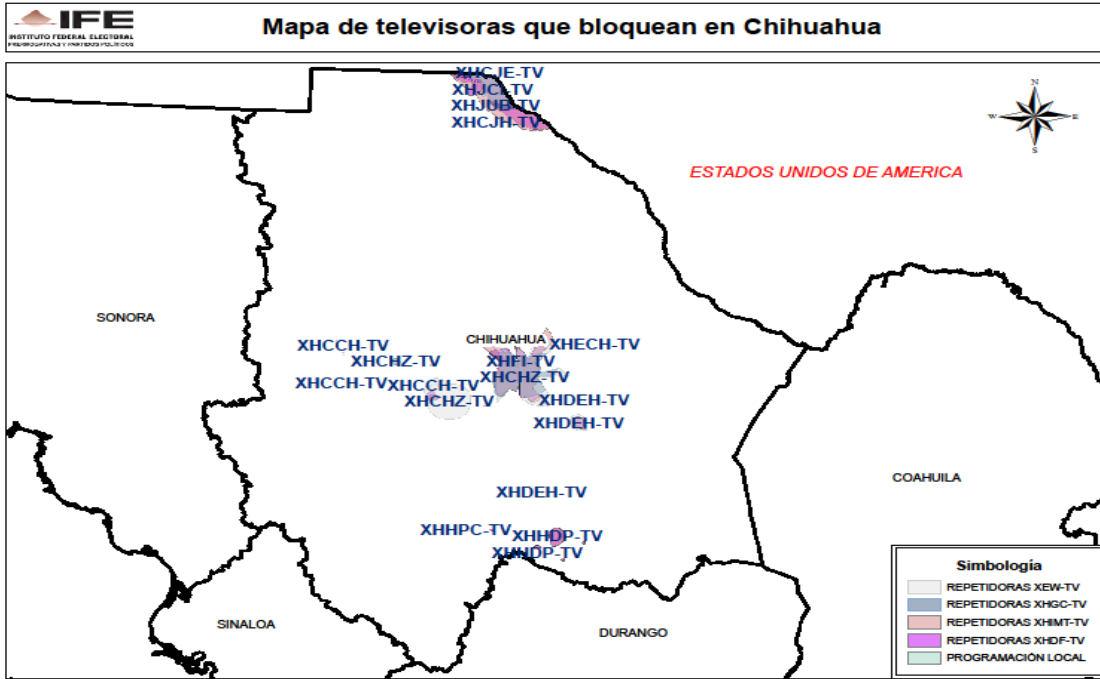 IFE
INSTITUTO FEDERAL ELECTORAL
PRERROGATIVAS Y PARTIDOS POLÍTICOS
Mapa de televisoras que bloquean en Chihuahua
XHCJE-TV
XHJCI-TV
XHJUB-TV
XHCJH-TV
N
W
E
S
ESTADOS UNIDOS DE AMERICA
SONORA
CHIHUAHUA
XHCCH-TV
XHECH-TV
XHCHZ-TV
XHFI-TV
XHCHZ-TV
XHCCH-TV
XHCCH-TV
XHCHZ-TV
XHDEH-TV
XHDEH-TV
COAHUILA
XHDEH-TV
XHHPC-TV
XHHDP-TV
XHHDP-TV
SINALOA
DURANGO
Simbología
REPETIDORAS XEW-TV
REPETIDORAS XHGC-TV
REPETIDORAS XHIMT-TV
REPETIDORAS XHDF-TV
PROGRAMACIÓN LOCAL